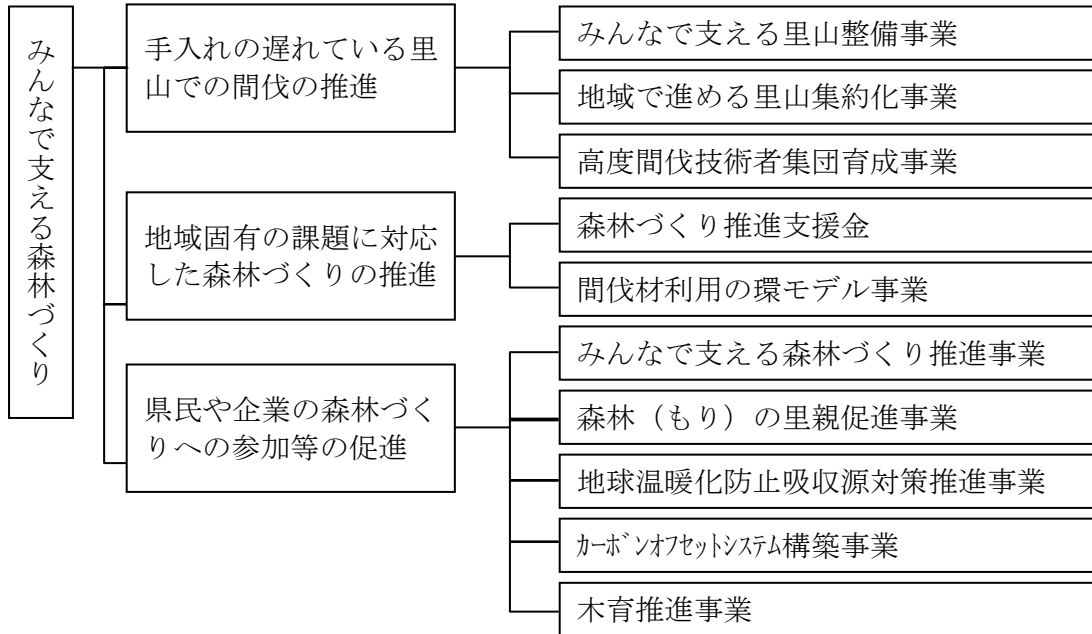 みんなで支える森林づくり
手入れの遅れている里
山での間伐の推進
みんなで支える里山整備事業
地域で進める里山集約化事業
高度間伐技術者集団育成事業
地域固有の課題に対応
した森林づくりの推進
森林づくり推進支援金
間伐材利用の環モデル事業
県民や企業の森林づく
りへの参加等の促進
みんなで支える森林づくり推進事業
森林（もり）の里親促進事業
地球温暖化防止吸収源対策推進事業
ｶｰﾎﾞﾝｵﾌｾｯﾄｼｽﾃﾑ構築事業
木育推進事業